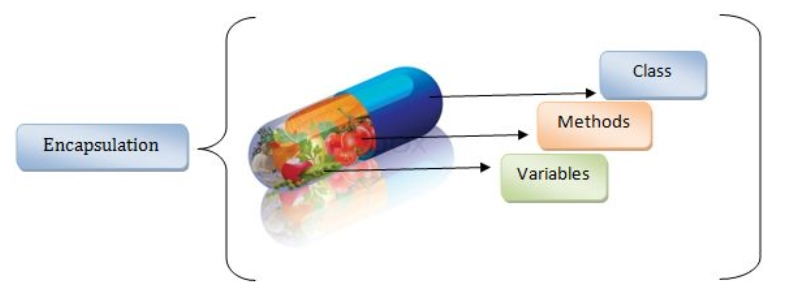 Encapsulation
Class
Methods
Variables